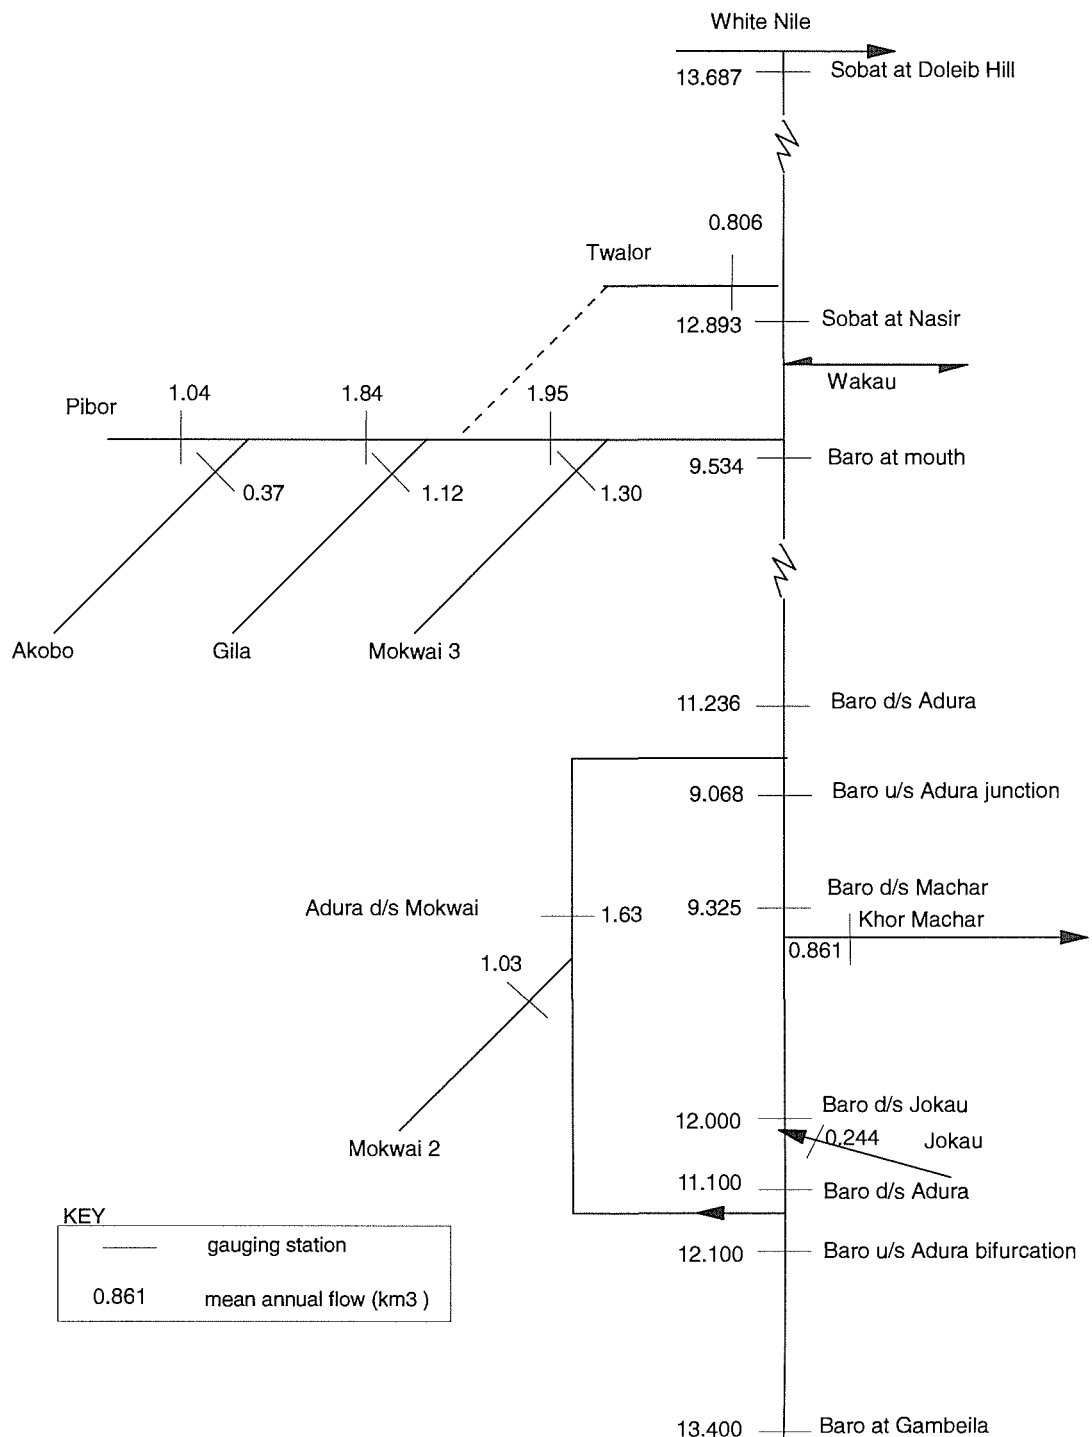 White Nile
13.687
Sobat at Doleib Hill
0.806
Twalor
12.893
Sobat at Nasir
Wakau
1.04
1.84
1.95
Pibor
9.534
Baro at mouth
0.37
1.12
1.30
Akobo
Gila
Mokwai 3
11.236
Baro d/s Adura
9.068
Baro u/s Adura junction
Baro d/s Machar
Adura d/s Mokwai
1.63
9.325
Khor Machar
0.861
1.03
Baro d/s Jokau
12.000
0.244
Jokau
Mokwai 2
11.100
Baro d/s Adura
KEY
gauging station
12.100
Baro u/s Adura bifurcation
0.861
mean annual flow (km3 )
13.400
Baro at Gambeila